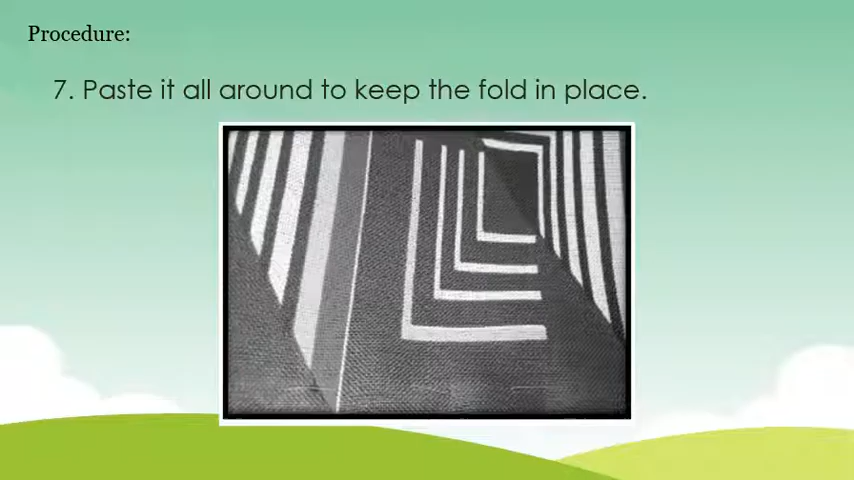 Procedure:
7. Paste it all around to keep the fold in place.